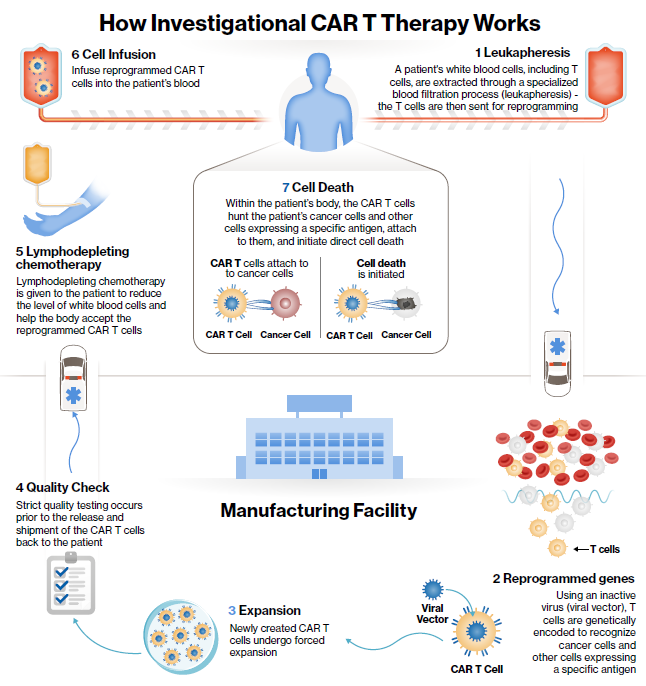 How Investigational CAR T Therapy Works
1 Leukapheresis
A patient's white blood cells, including T
cells, are extracted through a specialized
blood filtration process (leukapheresis) -
the T cells are then sent for reprogramming
6 Cell Infusion
Infuse reprogrammed CAR T
cells into the patient's blood
7 Cell Death
Within the patient's body, the CAR T cells
hunt the patient's cancer cells and other
cells expressing a specific antigen, attach
to them, and initiate direct cell death
CAR T cells attach to
to cancer cells
CAR T Cell Cancer Cell
Cell death
is initiated
CAR T Cell Cancer Cell
5 Lymphodepleting
chemotherapy
Lymphodepleting chemotherapy
is given to the patient to reduce
the level of white blood cells and
help the body accept the
reprogrammed CAR T cells
Manufacturing Facility
4 Quality Check
Strict quality testing occurs
prior to the release and
shipment of the CAR T cells
back to the patient
T cells
2 Reprogrammed genes
Using an inactive
virus (viral vector), T
cells are genetically
encoded to recognize
cancer cells and
other cells expressing
a specific antigen
Viral
Vector
CAR T Cell
3 Expansion
Newly created CAR T
cells undergo forced
expansion